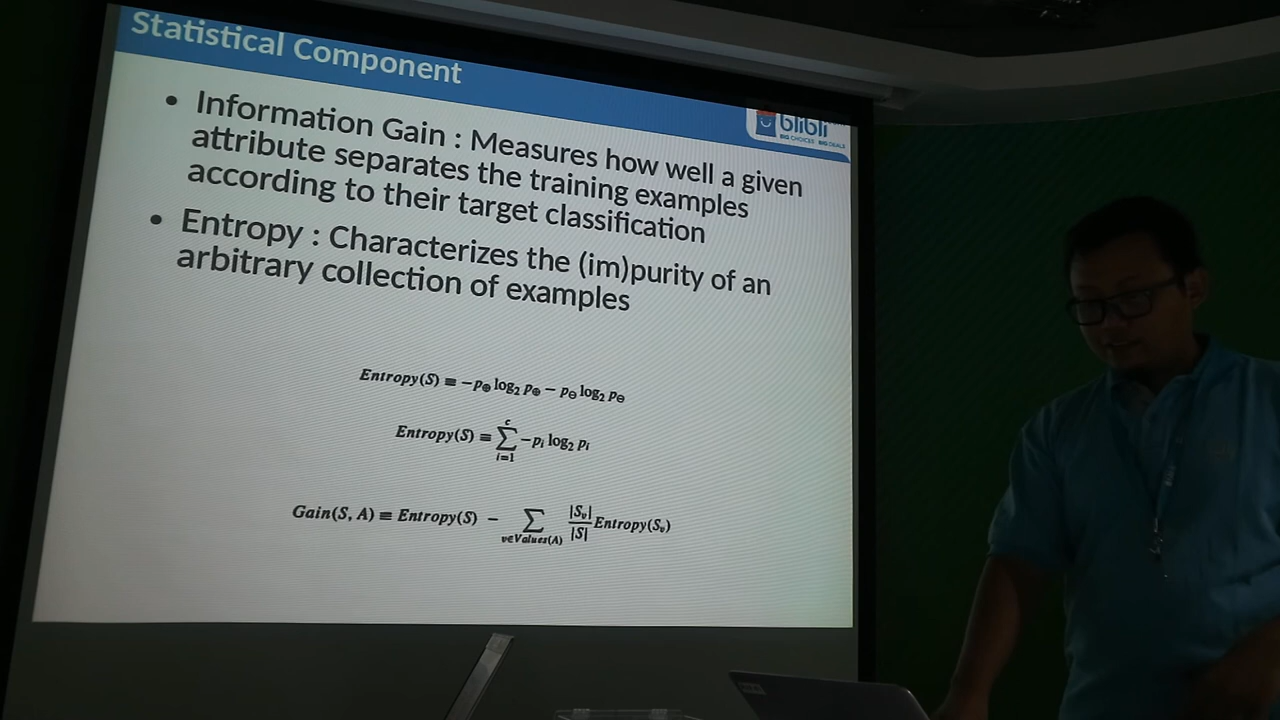 Statistical Component
blibli
BIG CHOICES BIG DEALS
• Information Gain : Measures how well a given
attribute separates the training examples
according to their target classification
• Entropy : Characterizes the (im)purity of an
arbitrary collection of examples
Entropy(S) ≡ −p⊕ log₂ p⊕ − p⊖ log₂ p⊖
Entropy(S) ≡ ∑ᵢ₌₁ᶜ −pᵢ log₂ pᵢ
Gain(S, A) ≡ Entropy(S) − ∑v∈Values(A) |Sᵥ|/|S| Entropy(Sᵥ)